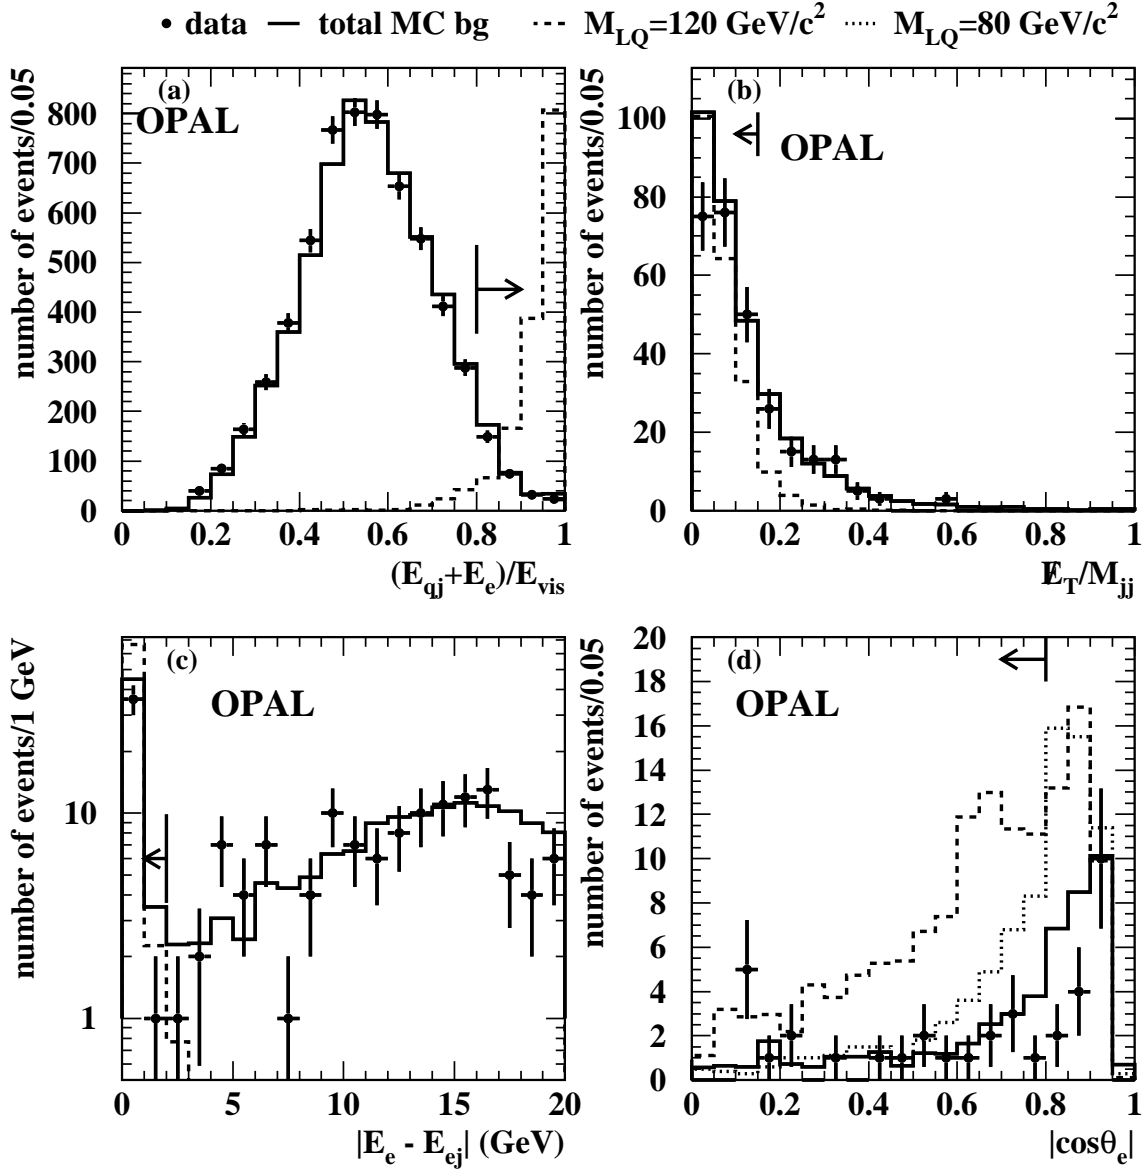 data total MC bg M_LQ=120 GeV/c² M_LQ=80 GeV/c²
(a)
OPAL
number of events/0.05
800
700
600
500
400
300
200
100
0
0 0.2 0.4 0.6 0.8 1
(E_qj+E_e)/E_vis
(b)
OPAL
number of events/0.05
100
80
60
40
20
0
0 0.2 0.4 0.6 0.8 1
E̸_T/M_jj
(c)
OPAL
number of events/1 GeV
10
1
0 5 10 15 20
|E_e - E_ej| (GeV)
(d)
OPAL
number of events/0.05
20
18
16
14
12
10
8
6
4
2
0
0 0.2 0.4 0.6 0.8 1
|cosθ_e|